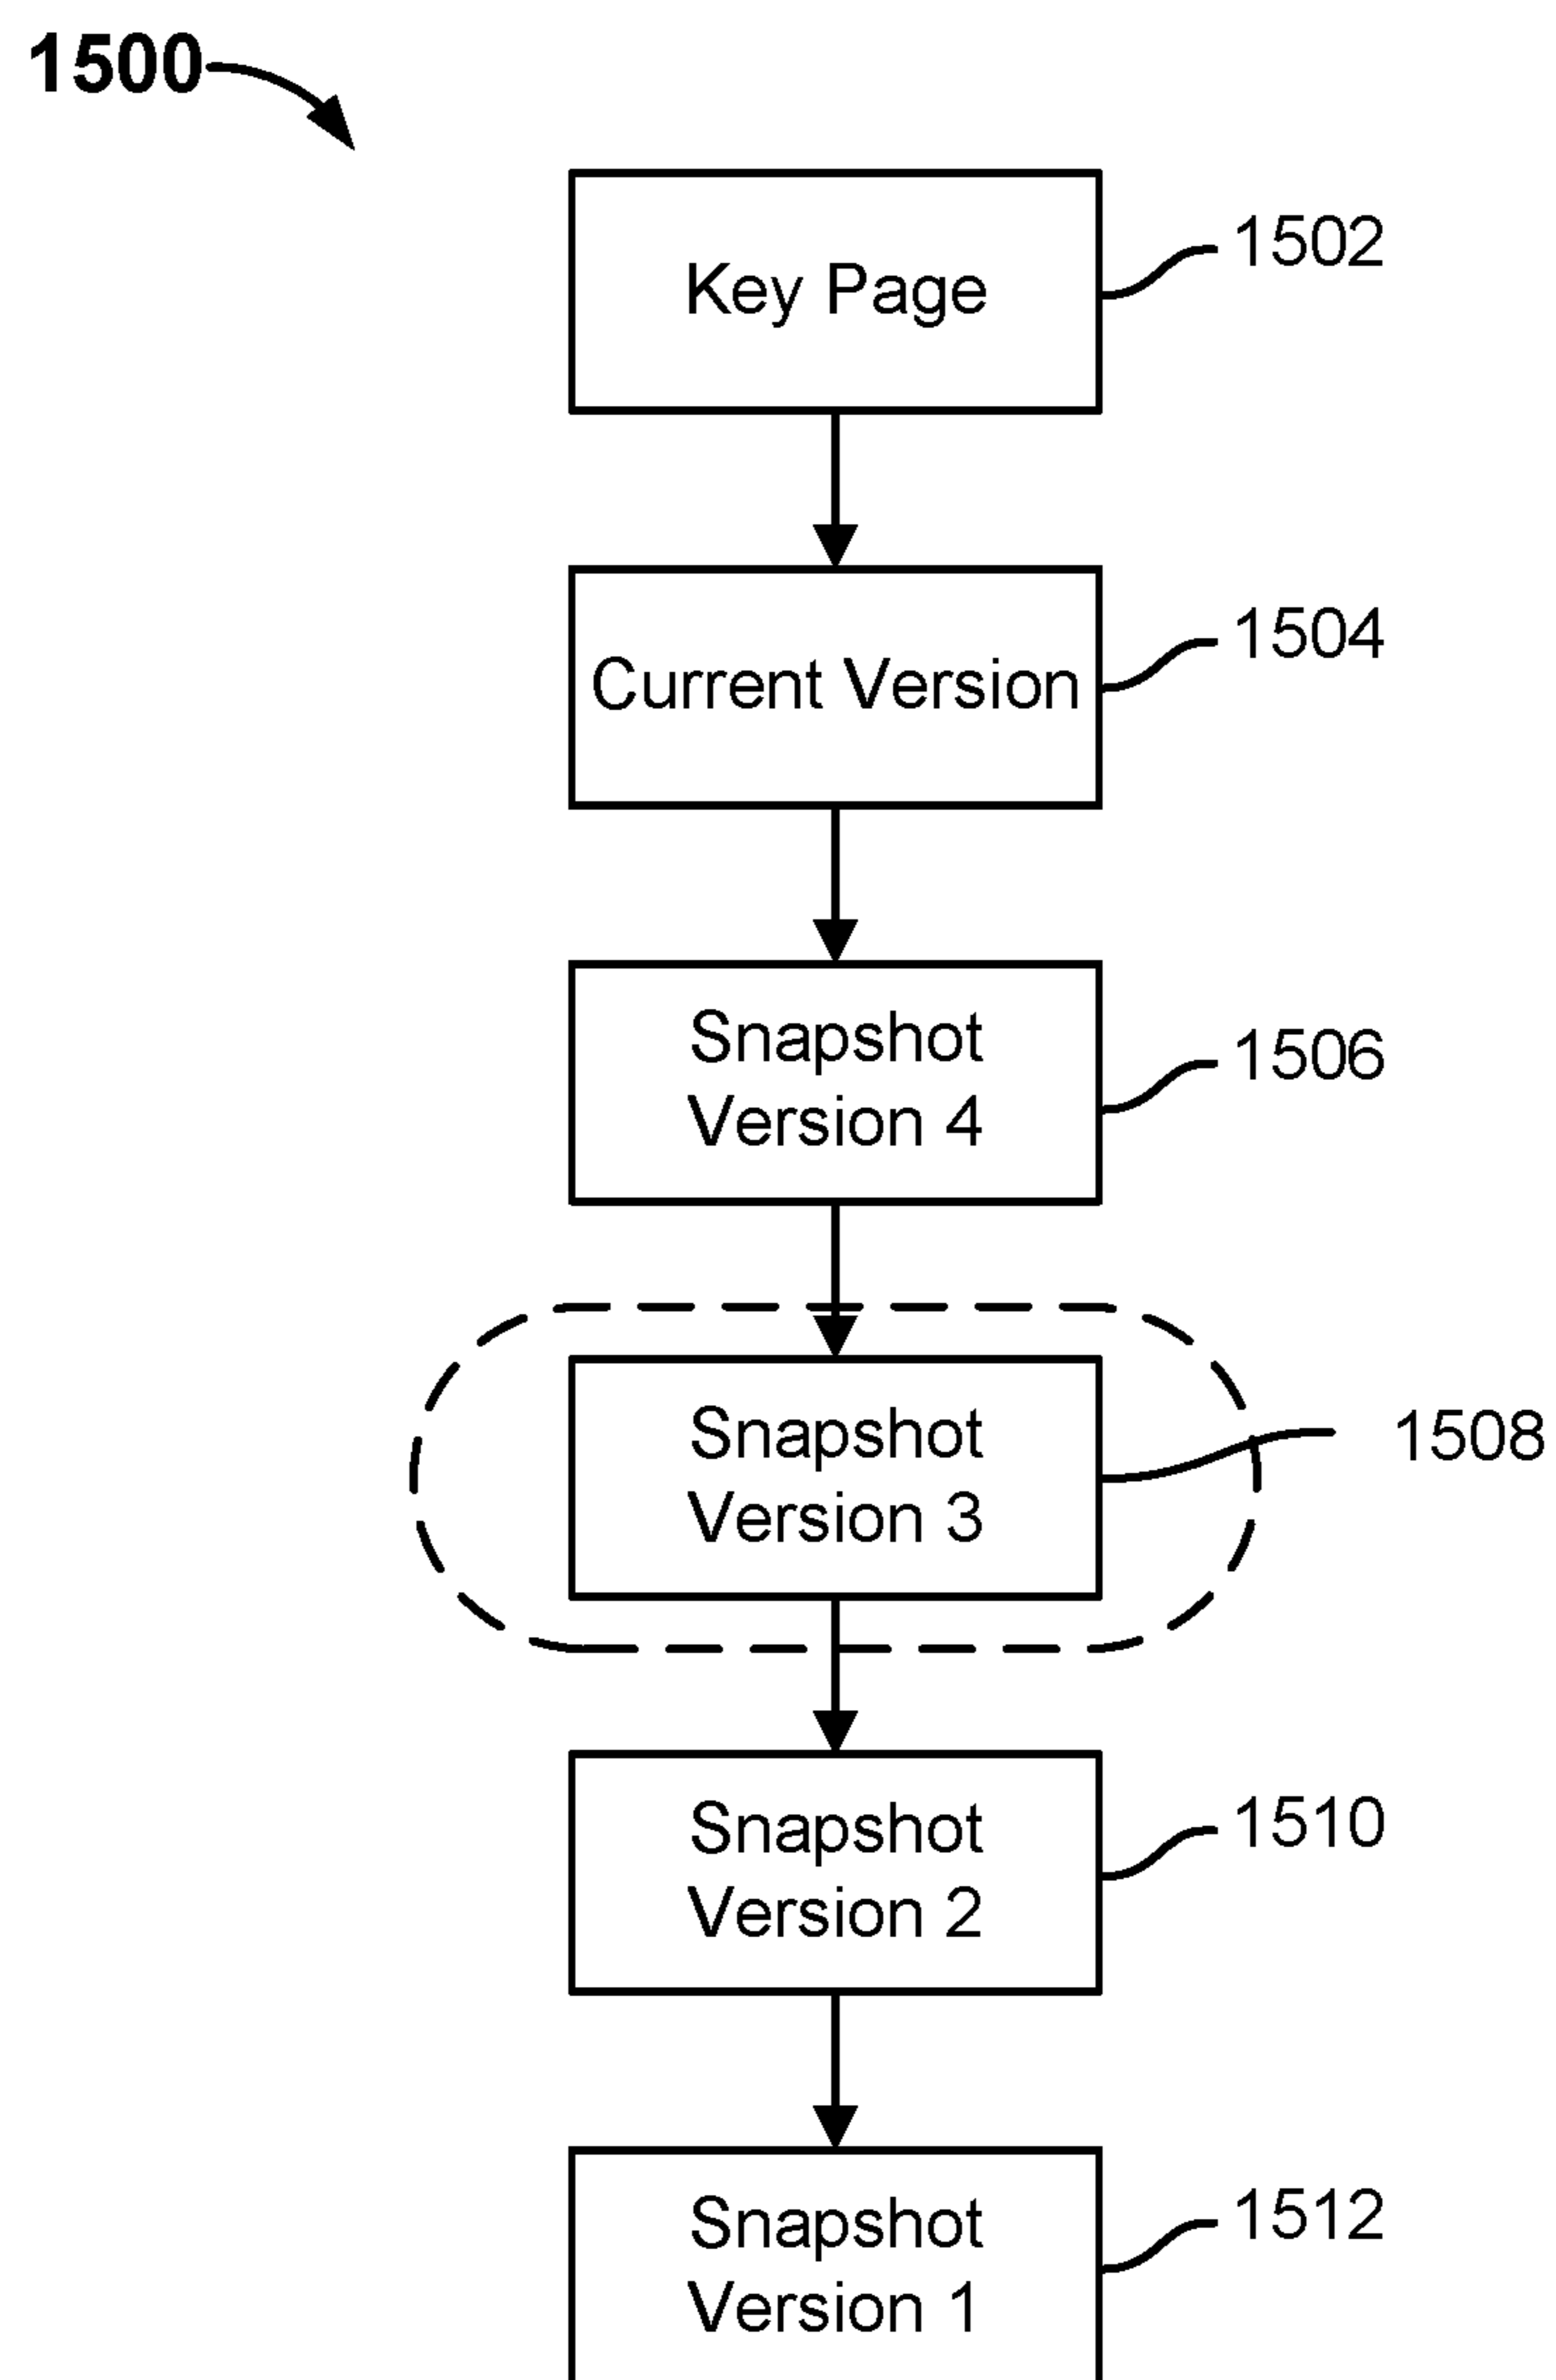 1500
Key Page
1502
Current Version
1504
Snapshot
Version 4
1506
Snapshot
Version 3
1508
Snapshot
Version 2
1510
Snapshot
Version 1
1512